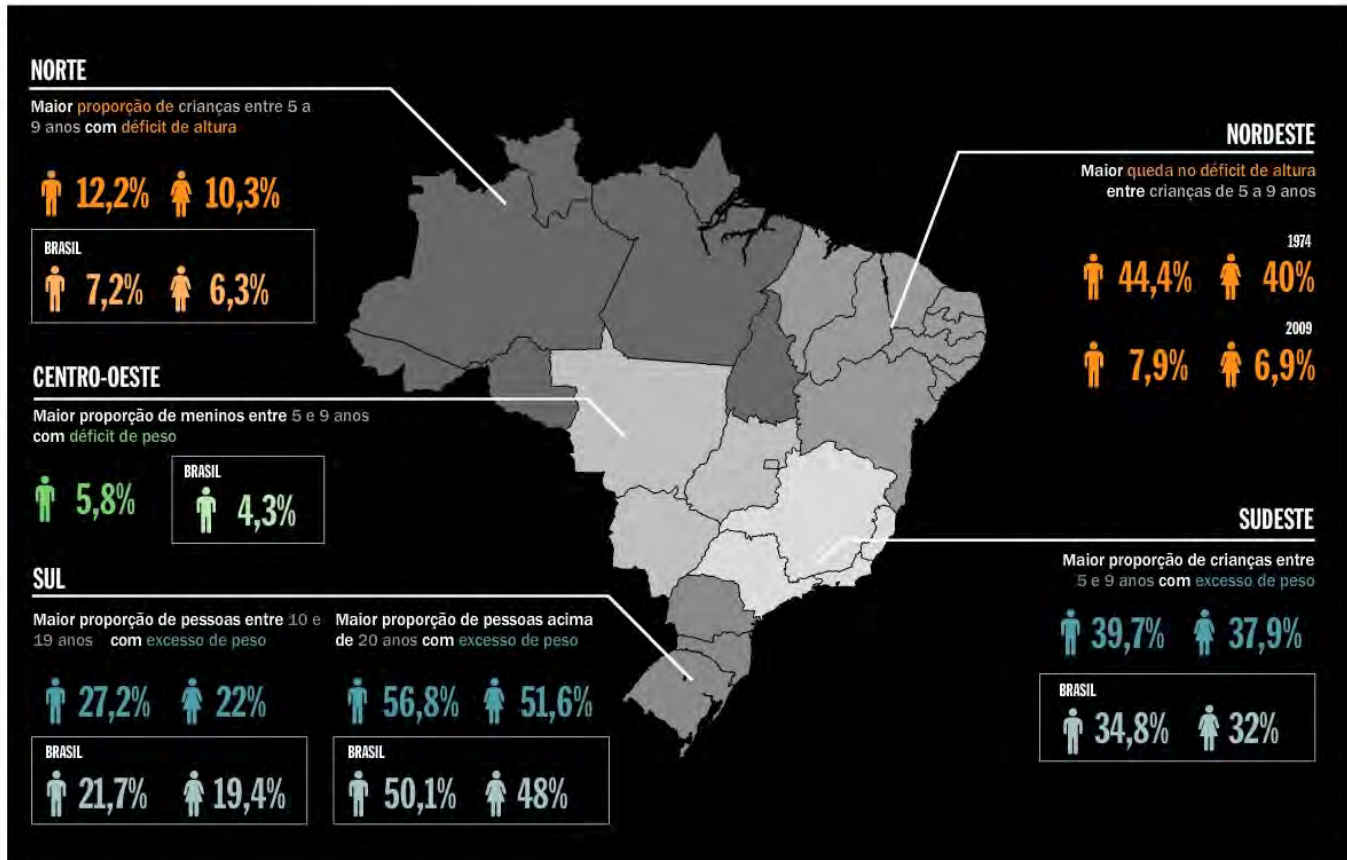 NORTE
Maior proporção de crianças entre 5 a
9 anos com déficit de altura
12,2% 10,3%
BRASIL
7,2% 6,3%
CENTRO-OESTE
Maior proporção de meninos entre 5 e 9 anos
com déficit de peso
5,8%
BRASIL
4,3%
SUL
Maior proporção de pessoas entre 10 e
19 anos com excesso de peso
27,2% 22%
BRASIL
21,7% 19,4%
Maior proporção de pessoas acima
de 20 anos com excesso de peso
56,8% 51,6%
BRASIL
50,1% 48%
NORDESTE
Maior queda no déficit de altura
entre crianças de 5 a 9 anos
1974
44,4% 40%
2009
7,9% 6,9%
SUDESTE
Maior proporção de crianças entre
5 e 9 anos com excesso de peso
39,7% 37,9%
BRASIL
34,8% 32%